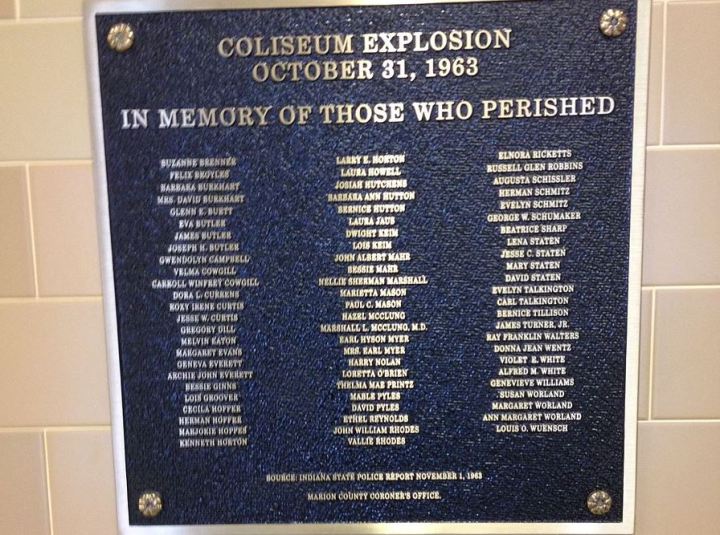 COLISEUM EXPLOSION
OCTOBER 31, 1963
IN MEMORY OF THOSE WHO PERISHED
SUZANNE BRENNER
FELIX BROYLES
BARBARA BURKHART
MRS. DAVID BURKHART
GLENN E. BURTT
EVA BUTLER
JAMES BUTLER
JOSEPH H. BUTLER
GWENDOLYN CAMPBELL
VELMA COWGILL
CARROLL WINFREY COWGILL
DORA L. CURRENS
ROXY IRENE CURTIS
JESSE W. CURTIS
GREGORY DILL
MELVIN EATON
MARGARET EVANS
GENEVA EVERETT
ARCHIE JOHN EVERETT
BESSIE GINNS
LOIS GROOVER
CECILA HOFFER
HERMAN HOFFER
MARJORIE HOPPES
KENNETH HORTON
LARRY E. HORTON
LAURA HOWELL
JOSIAH HUTCHENS
BARBARA ANN HUTTON
BERNICE HUTTON
LAURA JAUB
DWIGHT KEIM
LOIS KEIM
JOHN ALBERT MAHR
BESSIE MAHR
NELLIE SHERMAN MARSHALL
MARIETTA MASON
PAUL C. MASON
HAZEL MCCLUNG
MARSHALL L. MCCLUNG, M.D.
EARL HYSON MYER
MRS. EARL MYER
HARRY NOLAN
LORETTA O'BRIEN
THELMA MAE PRINTZ
MABLE PYLES
DAVID PYLES
ETHEL REYNOLDS
JOHN WILLIAM RHODES
VALLIE RHODES
ELNORA RICKETTS
RUSSELL GLEN ROBBINS
AUGUSTA SCHISSLER
HERMAN SCHMITZ
EVELYN SCHMITZ
GEORGE W. SCHUMAKER
BEATRICE SHARP
LENA STATEN
JESSE C. STATEN
MARY STATEN
DAVID STATEN
EVELYN TALKINGTON
CARL TALKINGTON
BERNICE TILLISON
JAMES TURNER, JR.
RAY FRANKLIN WALTERS
DONNA JEAN WENTZ
VIOLET E. WHITE
ALFRED M. WHITE
GENEVIEVE WILLIAMS
SUSAN WORLAND
MARGARET WORLAND
ANN MARGARET WORLAND
LOUIS O. WUENSCH
SOURCE: INDIANA STATE POLICE REPORT NOVEMBER 1, 1963
MARION COUNTY CORONER'S OFFICE.